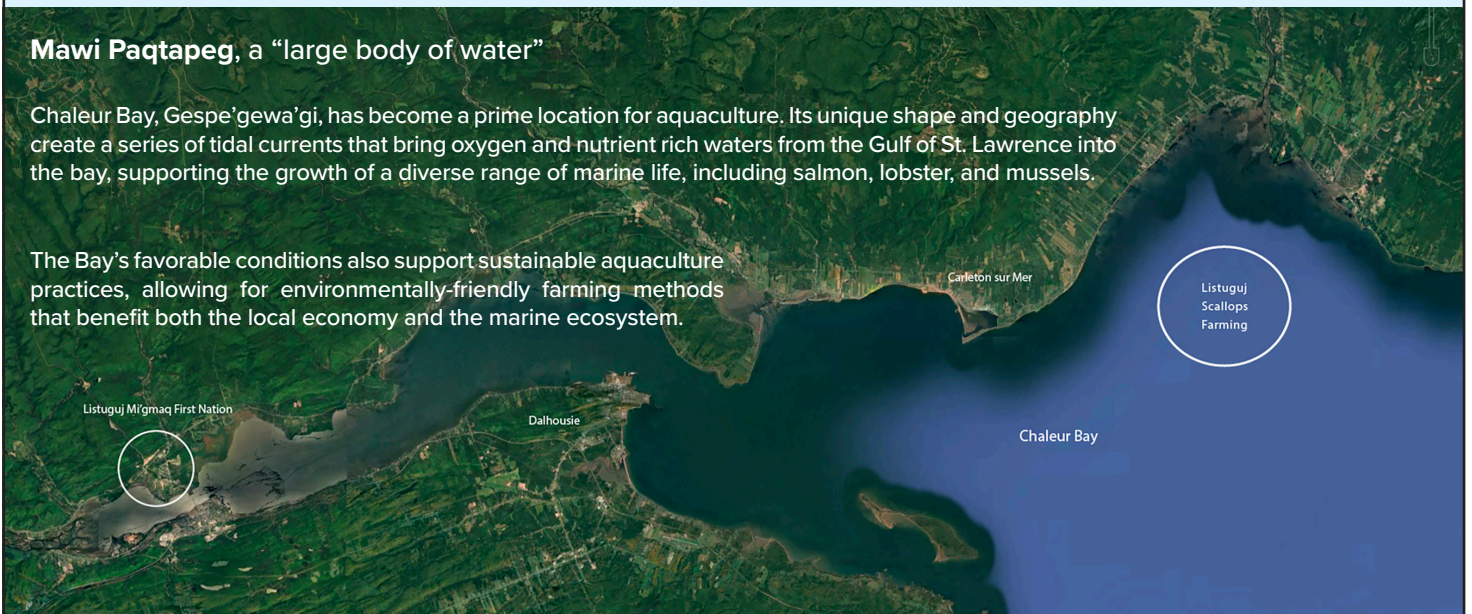 Mawi Paqtapeg, a “large body of water”
Chaleur Bay, Gespe’gewa’gi, has become a prime location for aquaculture. Its unique shape and geography
create a series of tidal currents that bring oxygen and nutrient rich waters from the Gulf of St. Lawrence into
the bay, supporting the growth of a diverse range of marine life, including salmon, lobster, and mussels.
The Bay’s favorable conditions also support sustainable aquaculture
practices, allowing for environmentally-friendly farming methods
that benefit both the local economy and the marine ecosystem.
Carleton sur Mer
Listuguj
Scallops
Farming
Listuguj Mi’gmaq First Nation
Dalhousie
Chaleur Bay